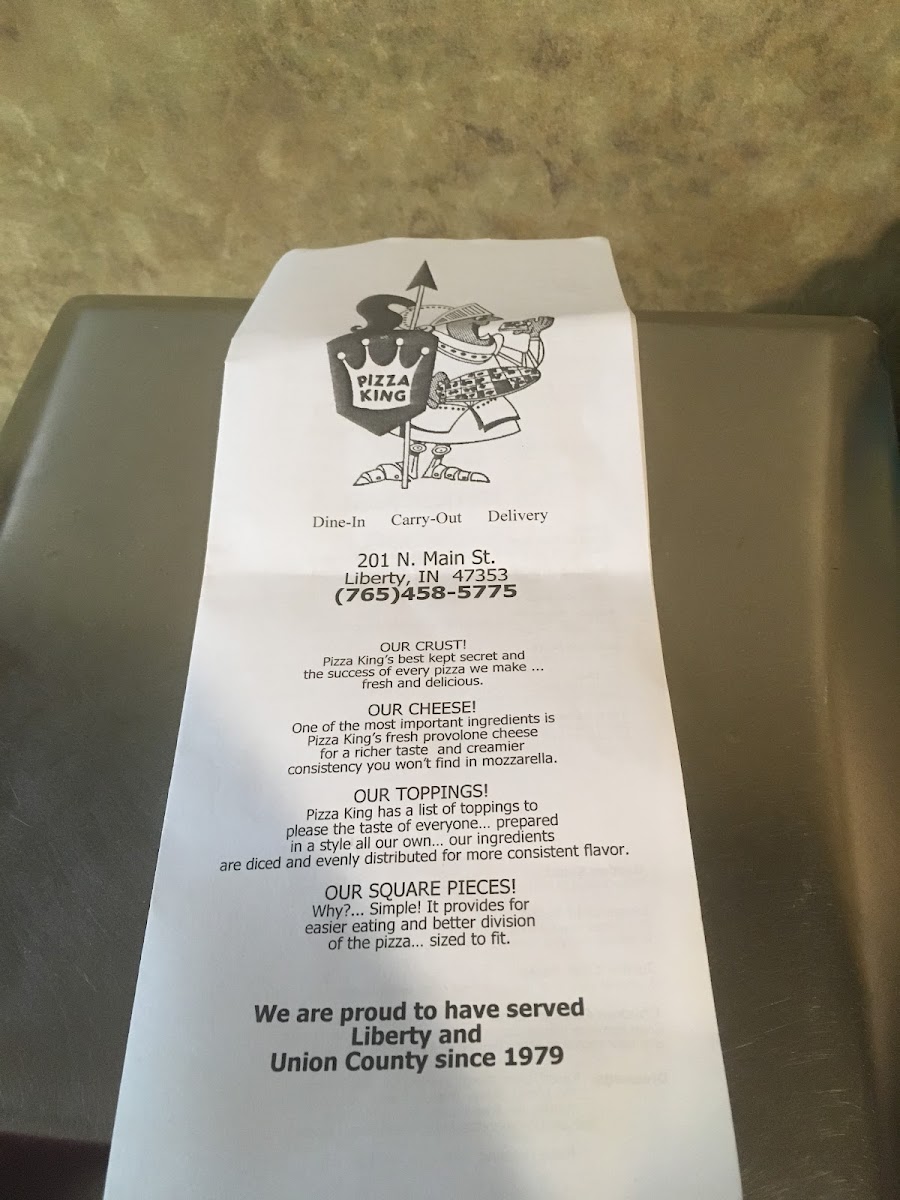 PIZZA
KING
Dine-In Carry-Out Delivery
201 N. Main St.
Liberty, IN 47353
(765)458-5775
OUR CRUST!
Pizza King's best kept secret and
the success of every pizza we make ...
fresh and delicious.
OUR CHEESE!
One of the most important ingredients is
Pizza King's fresh provolone cheese
for a richer taste and creamier
consistency you won't find in mozzarella.
OUR TOPPINGS!
Pizza King has a list of toppings to
please the taste of everyone... prepared
in a style all our own... our ingredients
are diced and evenly distributed for more consistent flavor.
OUR SQUARE PIECES!
Why?... Simple! It provides for
easier eating and better division
of the pizza... sized to fit.
We are proud to have served
Liberty and
Union County since 1979